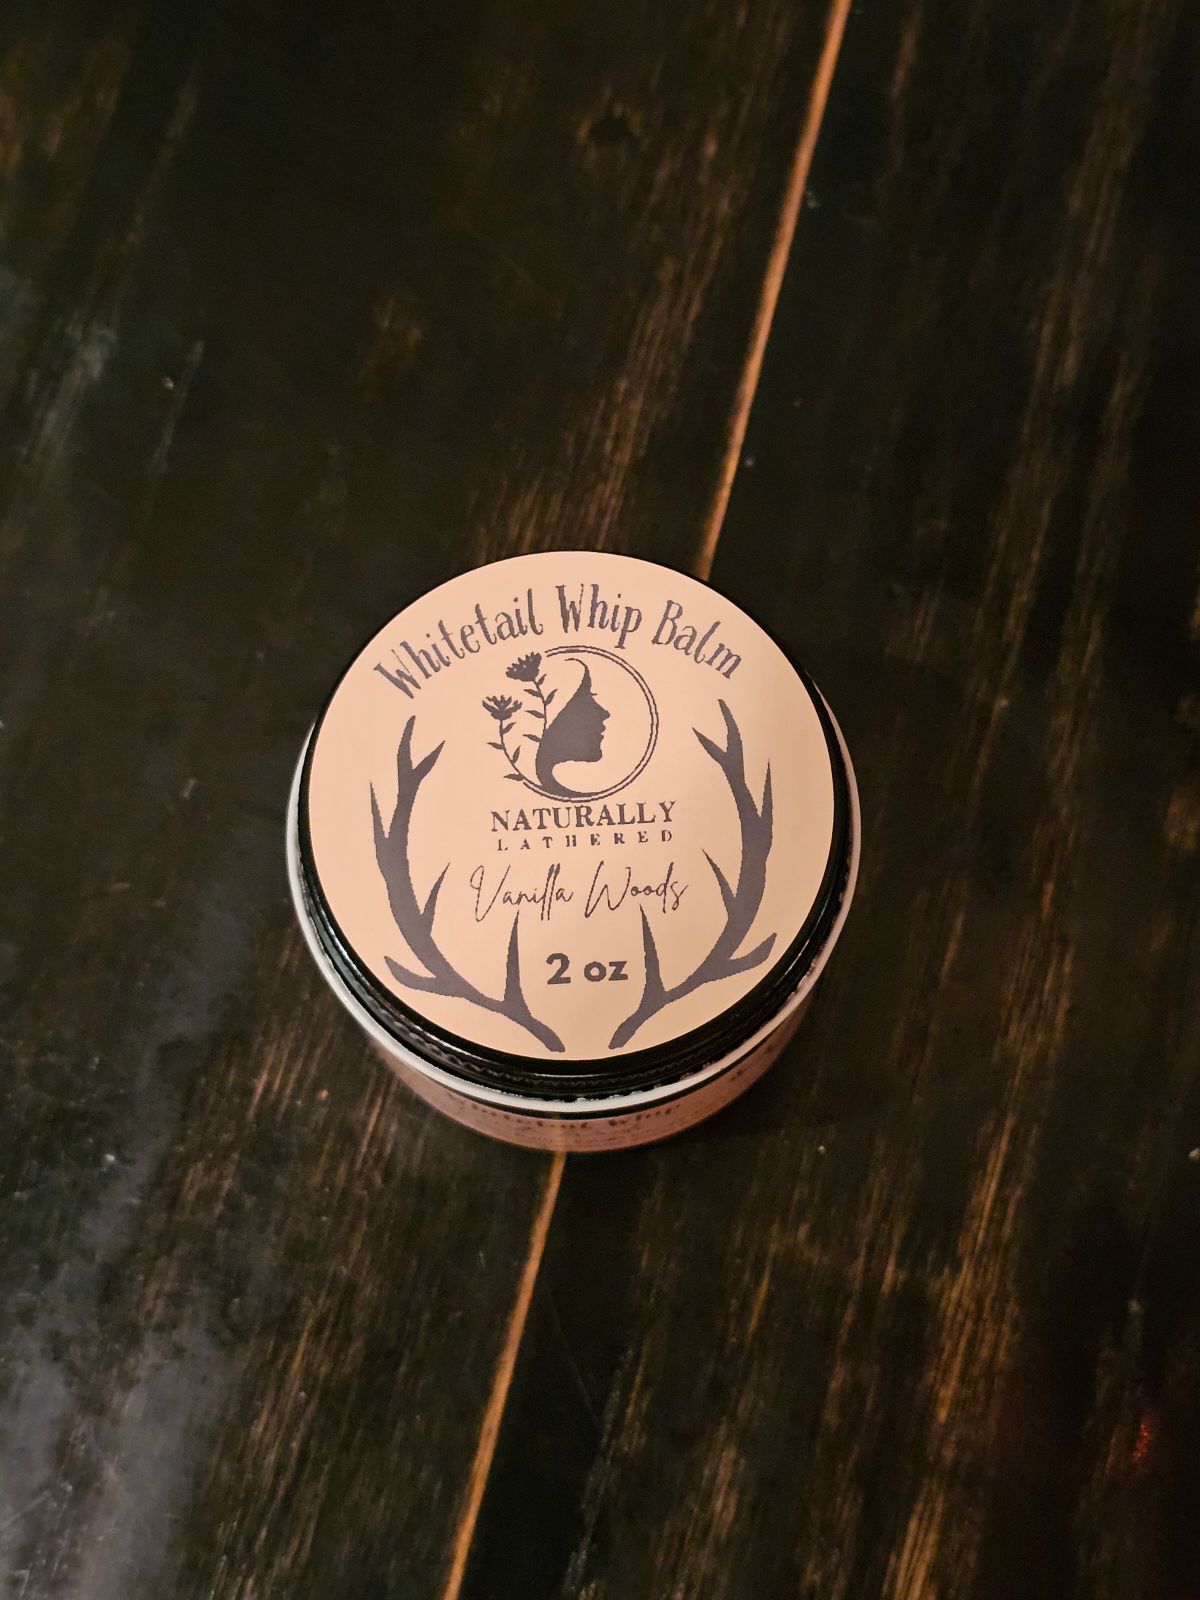 Whitetail Whip Balm
NATURALLY
LATHERED
Vanilla Woods
2 oz